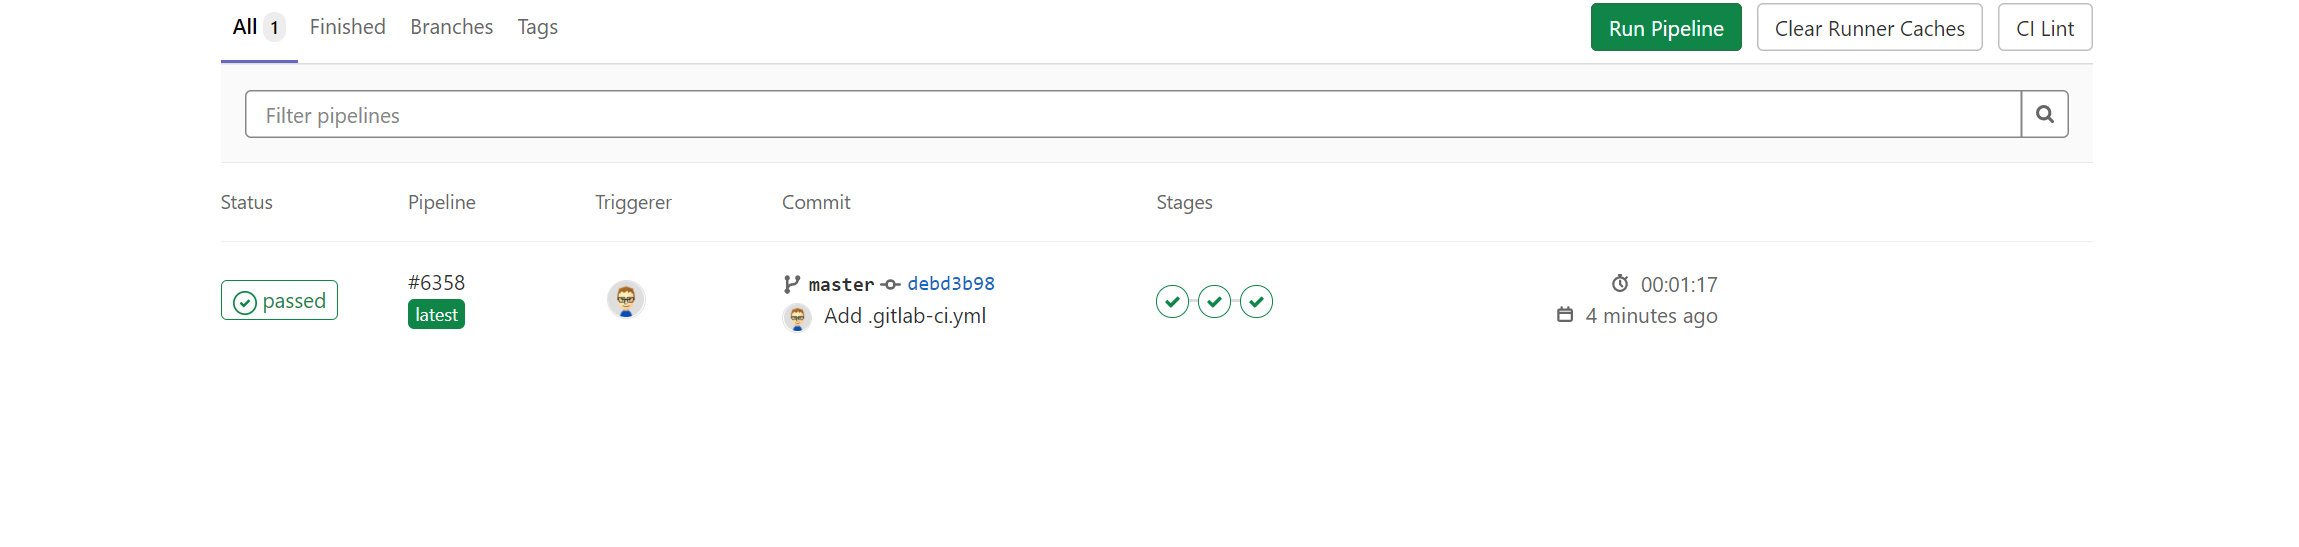 All 1 Finished Branches Tags Run Pipeline Clear Runner Caches CI Lint
Filter pipelines
Status Pipeline Triggerer Commit Stages
passed #6358 master debd3b98 00:01:17
latest Add .gitlab-ci.yml 4 minutes ago